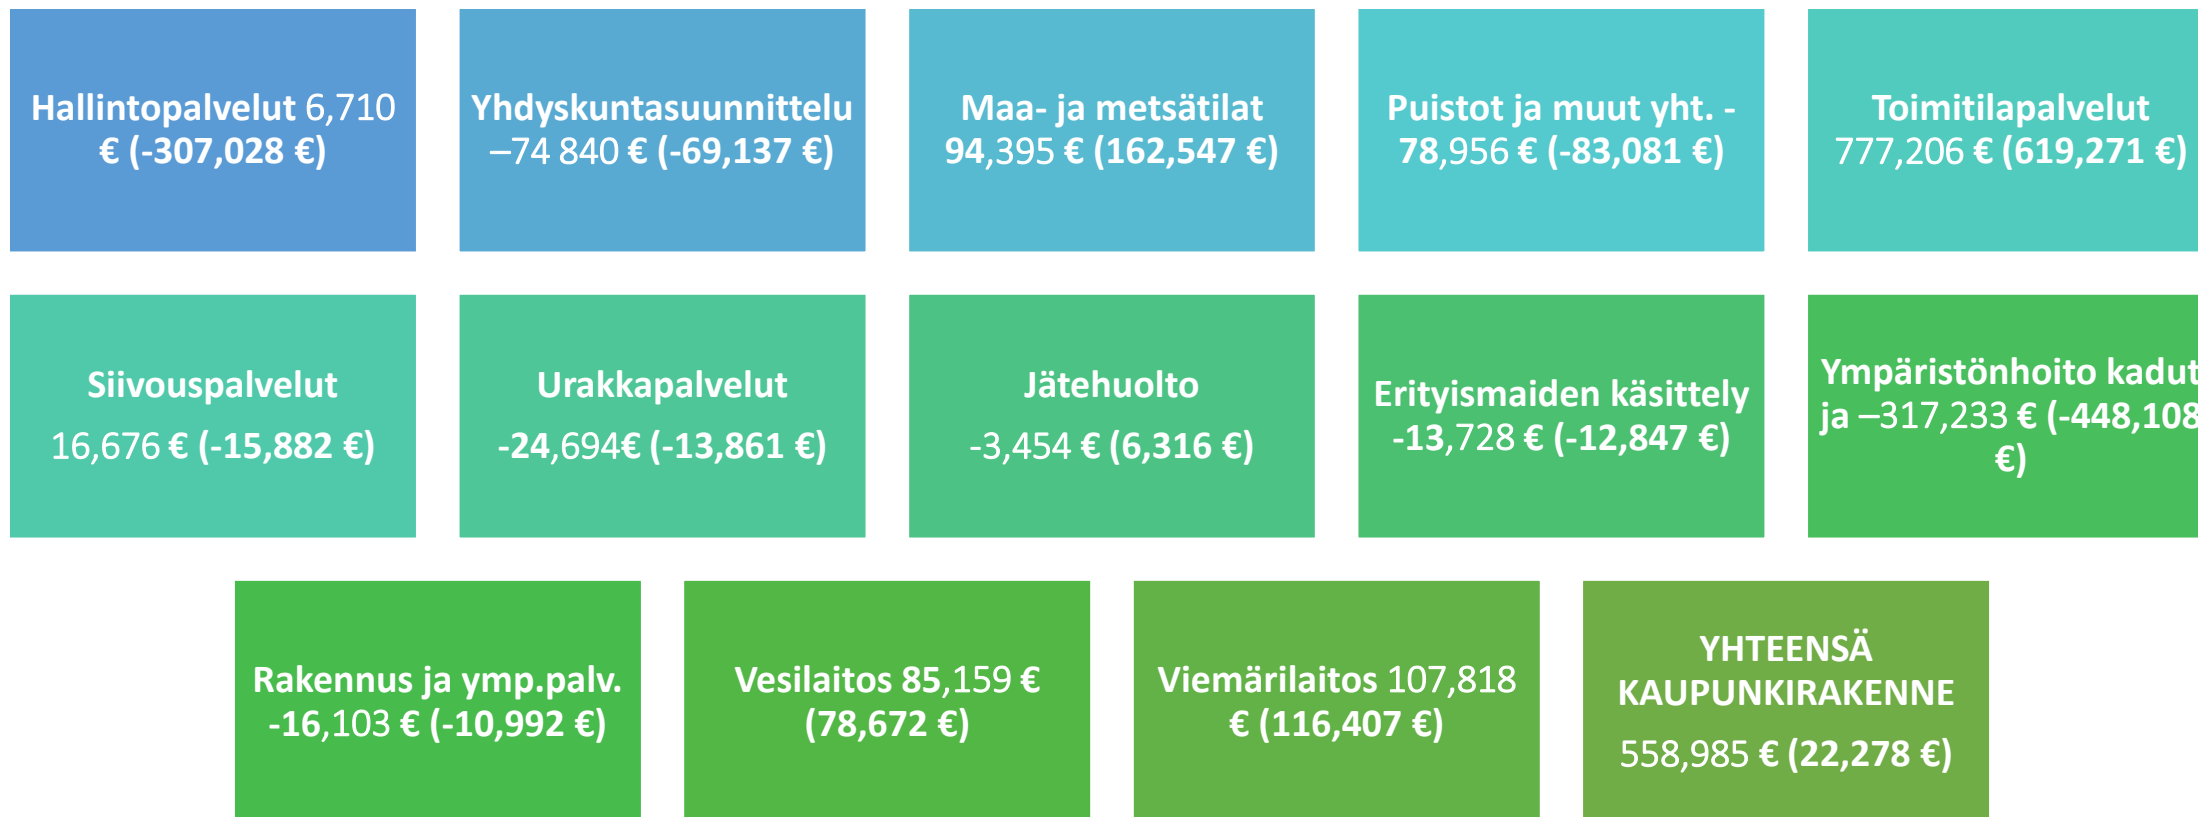 Hallintopalvelut 6,710
€ (-307,028 €)
Yhdyskuntasuunnittelu
–74 840 € (-69,137 €)
Maa- ja metsätilat
94,395 € (162,547 €)
Puistot ja muut yht. -
78,956 € (-83,081 €)
Toimitilapalvelut
777,206 € (619,271 €)
Siivouspalvelut
16,676 € (-15,882 €)
Urakkapalvelut
-24,694€ (-13,861 €)
Jätehuolto
-3,454 € (6,316 €)
Erityismaiden käsittely
-13,728 € (-12,847 €)
Ympäristönhoito kadut
ja –317,233 € (-448,108
€)
Rakennus ja ymp.palv.
-16,103 € (-10,992 €)
Vesilaitos 85,159 €
(78,672 €)
Viemärilaitos 107,818
€ (116,407 €)
YHTEENSÄ
KAUPUNKIRAKENNE
558,985 € (22,278 €)